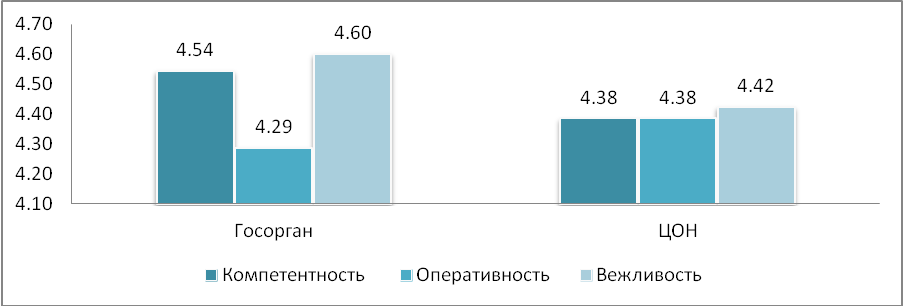 4.70
4.60
4.50
4.40
4.30
4.20
4.10
4.54
4.29
4.60
4.38
4.38
4.42
Госорган
ЦОН
Компетентность
Оперативность
Вежливость